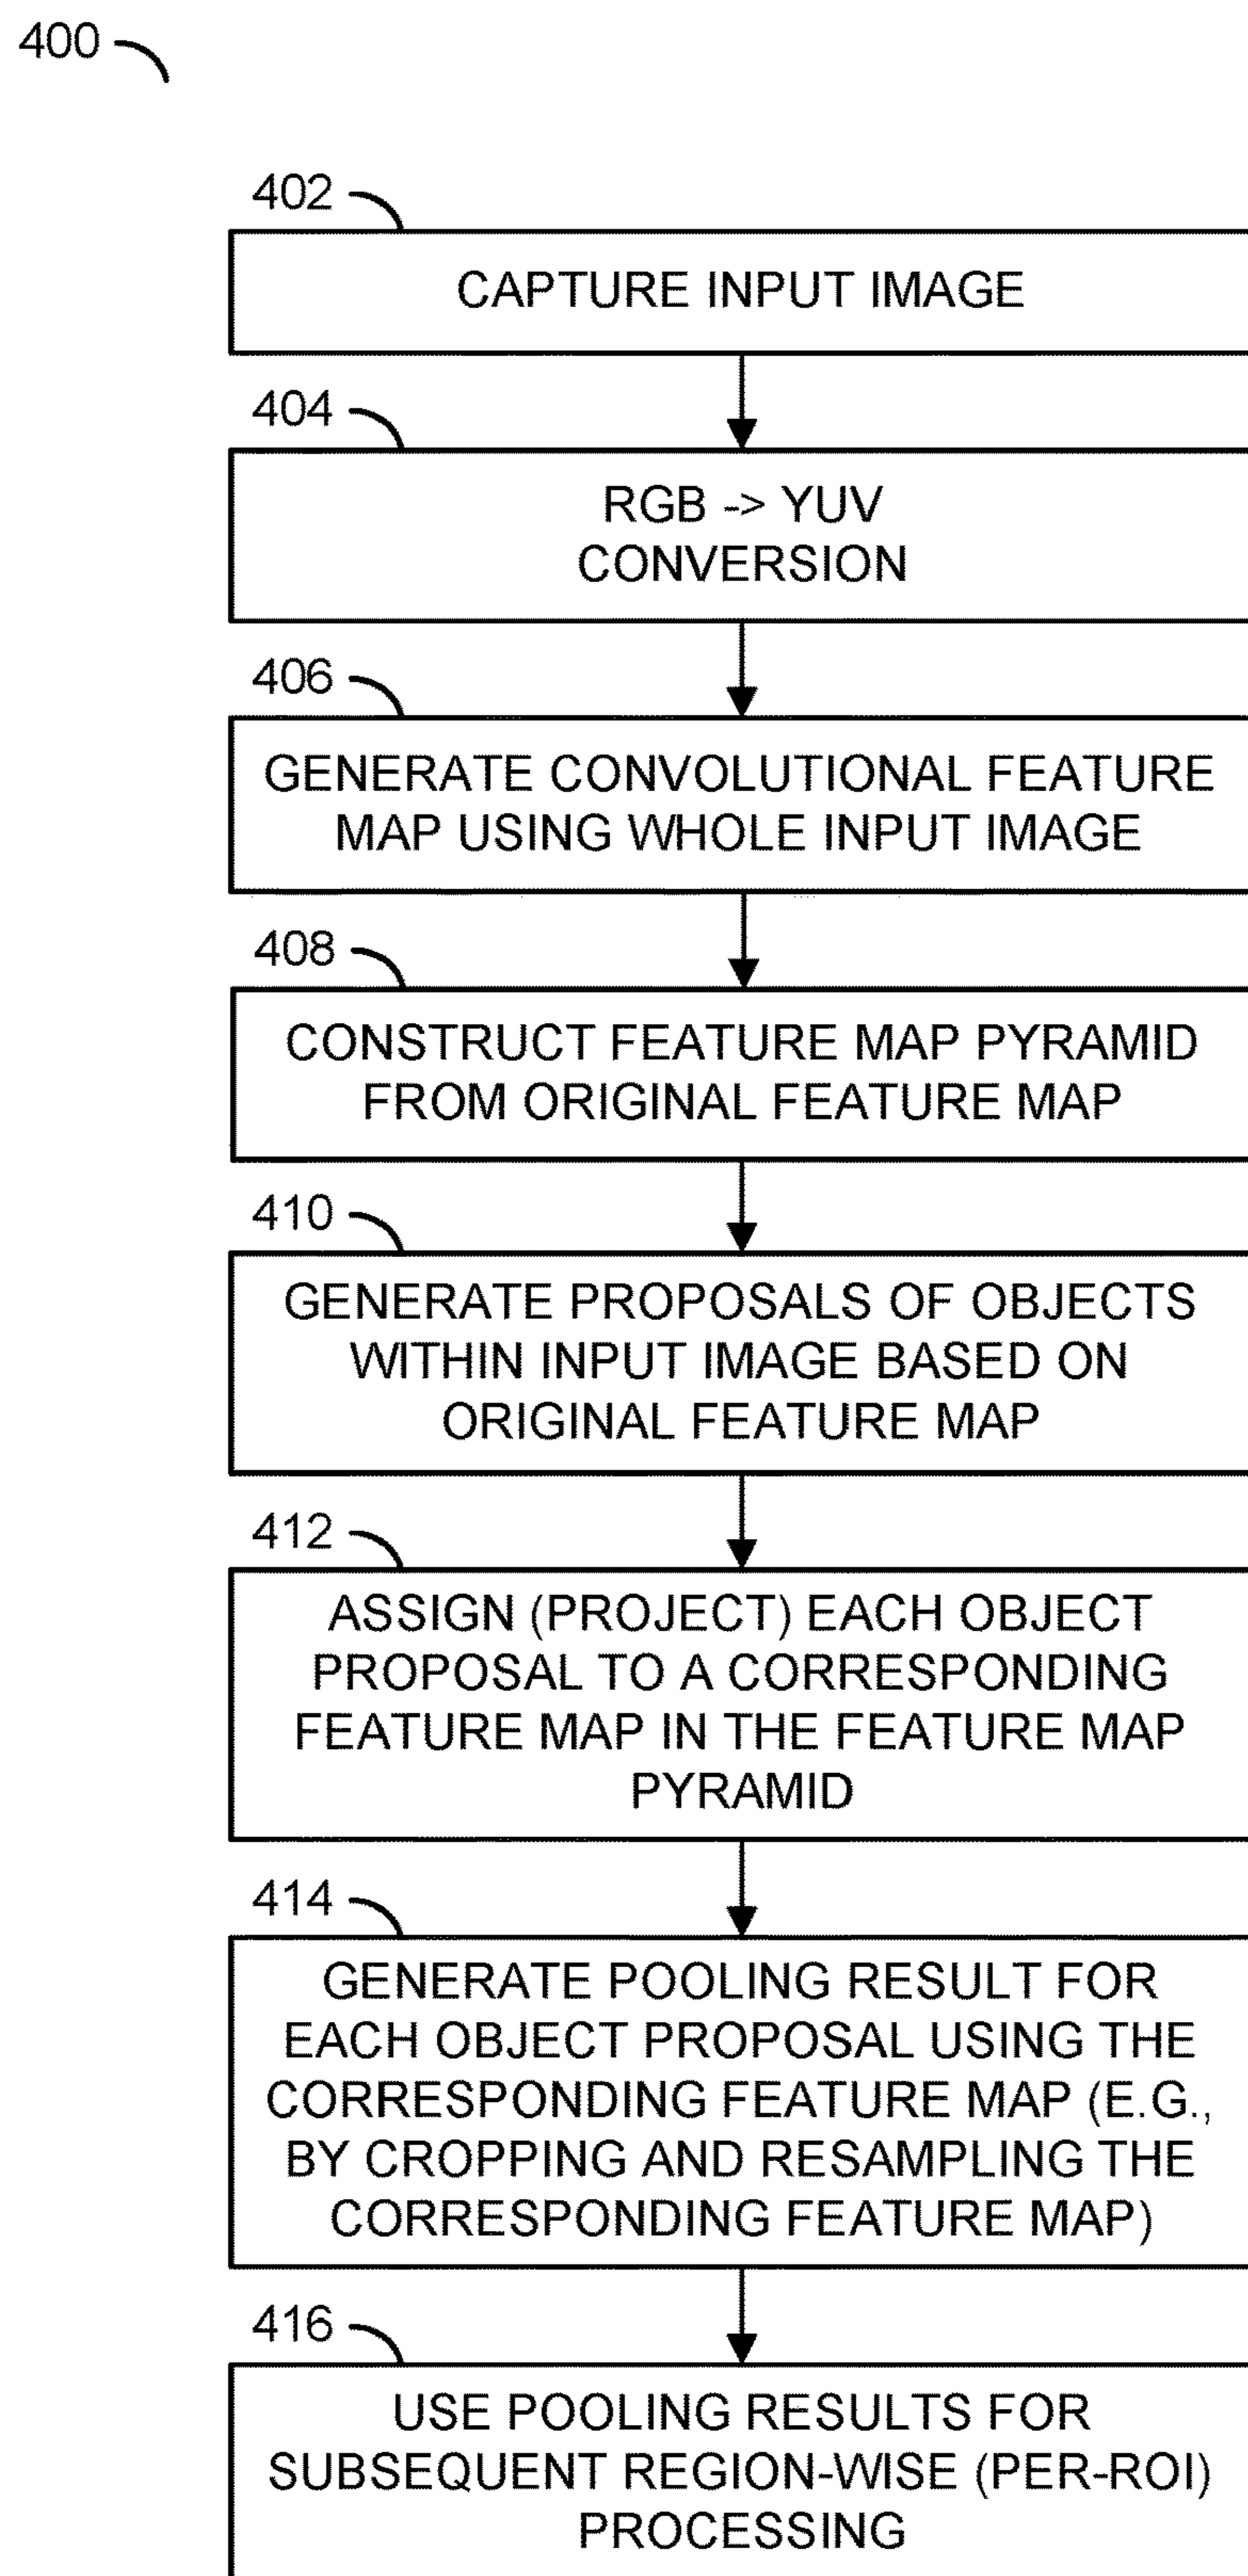 400
402
CAPTURE INPUT IMAGE
404
RGB -> YUV
CONVERSION
406
GENERATE CONVOLUTIONAL FEATURE
MAP USING WHOLE INPUT IMAGE
408
CONSTRUCT FEATURE MAP PYRAMID
FROM ORIGINAL FEATURE MAP
410
GENERATE PROPOSALS OF OBJECTS
WITHIN INPUT IMAGE BASED ON
ORIGINAL FEATURE MAP
412
ASSIGN (PROJECT) EACH OBJECT
PROPOSAL TO A CORRESPONDING
FEATURE MAP IN THE FEATURE MAP
PYRAMID
414
GENERATE POOLING RESULT FOR
EACH OBJECT PROPOSAL USING THE
CORRESPONDING FEATURE MAP (E.G.,
BY CROPPING AND RESAMPLING THE
CORRESPONDING FEATURE MAP)
416
USE POOLING RESULTS FOR
SUBSEQUENT REGION-WISE (PER-ROI)
PROCESSING